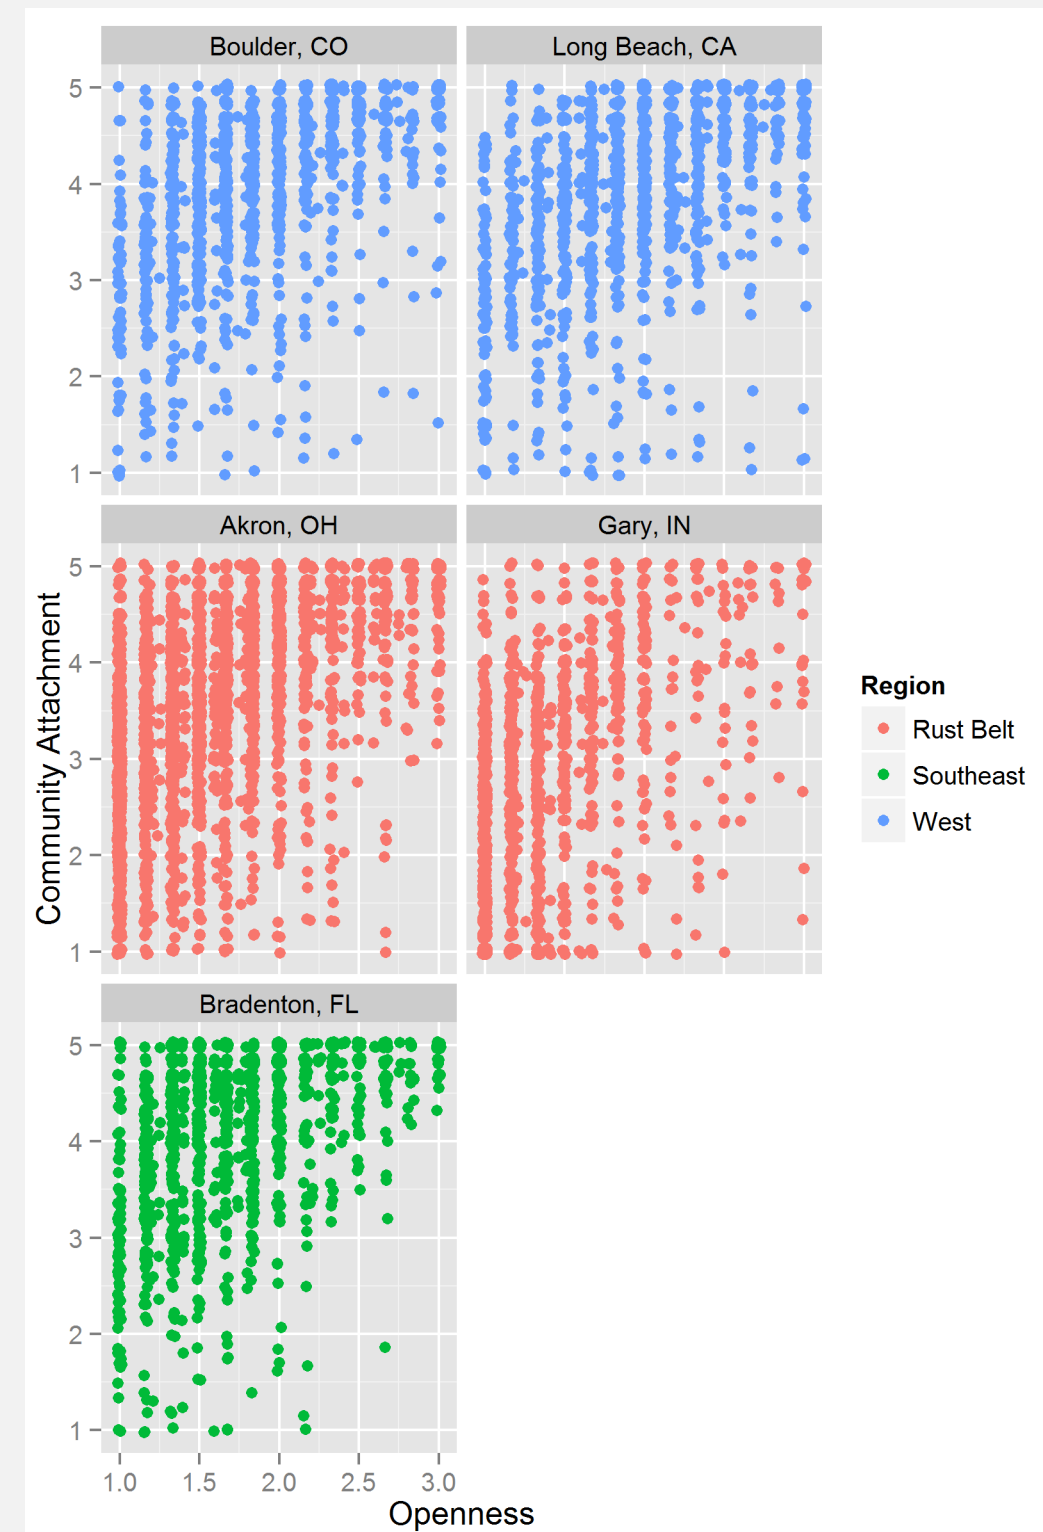 Boulder, CO
Long Beach, CA
5
4
3
2
1
Akron, OH
Gary, IN
5
4
3
2
1
Community Attachment
Region
Rust Belt
Southeast
West
Bradenton, FL
5
4
3
2
1
1.0 1.5 2.0 2.5 3.0
Openness